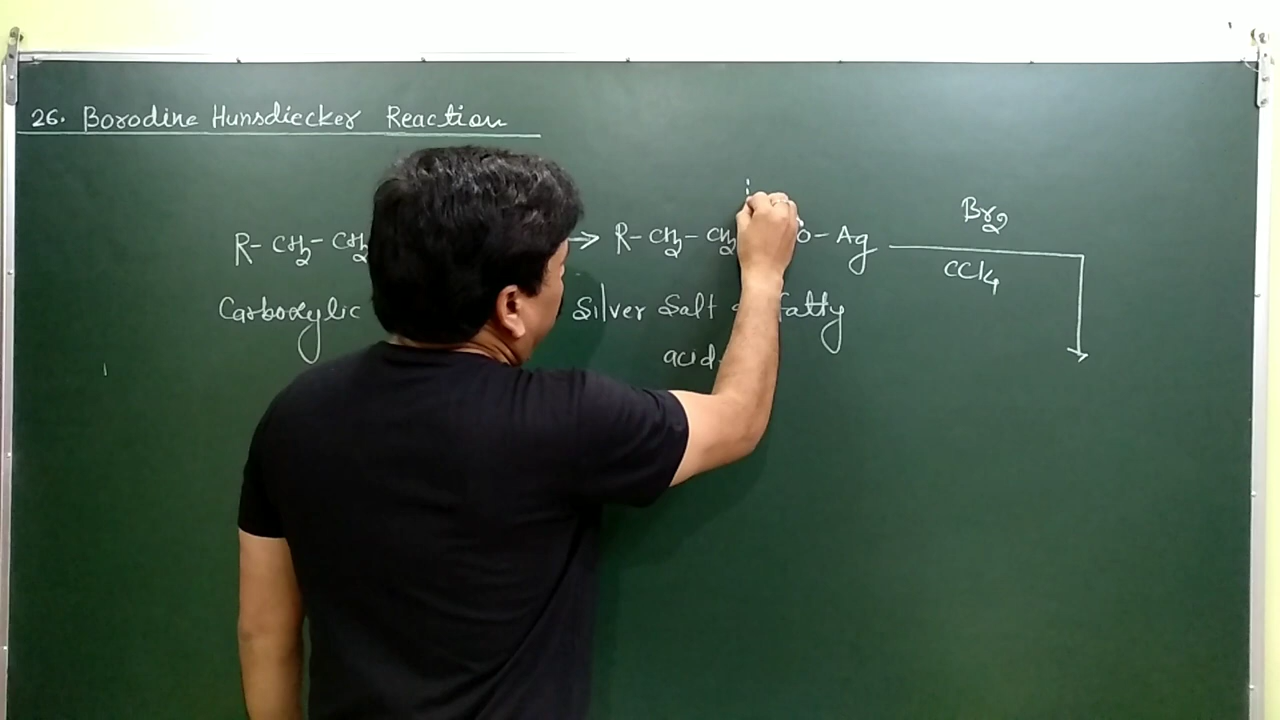 26. Borodine Hunsdiecker Reaction
Br2
R-CH2-CH2 → R-CH2-CH2 O-Ag
CCl4
Carboxylic Silver Salt fatty
acid